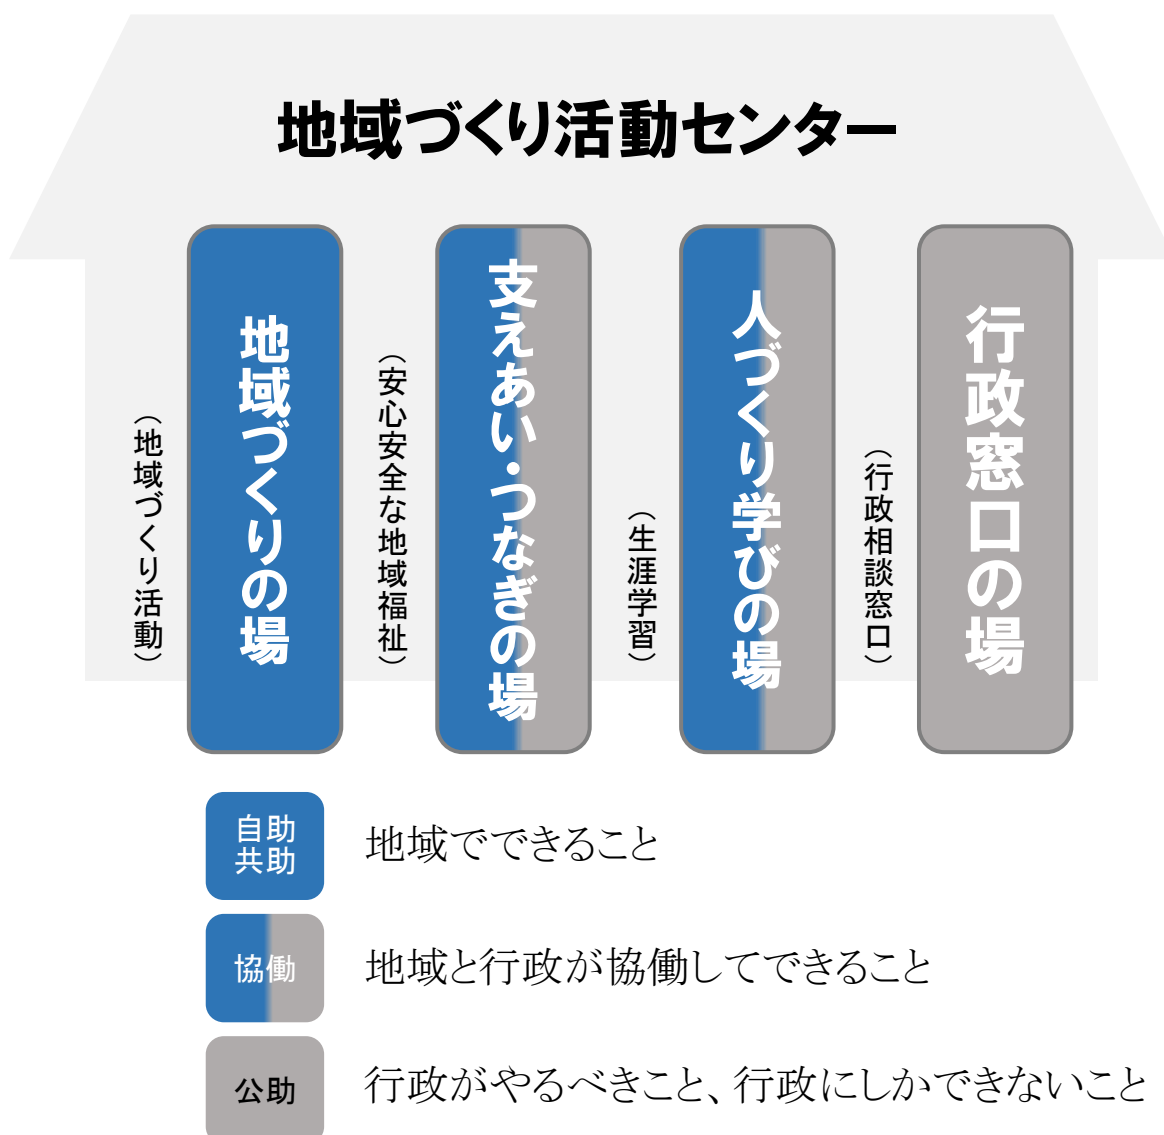 地域づくり活動センター
地域づくりの場
（地域づくり活動）
支えあい・つなぎの場
（安心安全な地域福祉）
人づくり学びの場
（生涯学習）
行政窓口の場
（行政相談窓口）
自助
共助
地域でできること
協働
地域と行政が協働してできること
公助
行政がやるべきこと、行政にしかできないこと